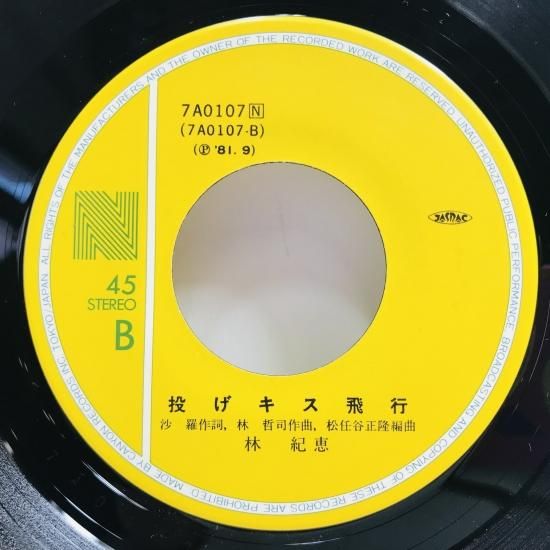 7A0107 N
(7A0107-B)
(Ⓟ '81. 9)
JASRAC
N
45
STEREO
B
投げキス飛行
沙 羅作詞, 林 哲司作曲, 松任谷正隆編曲
林 紀恵
MADE BY CANYON RECORDS INC. TOKYO/JAPAN ALL RIGHTS OF THE MANUFACTURERS AND THE OWNER OF THE RECORDED WORK ARE RESERVED. UNAUTHORIZED PUBLIC PERFORMANCE, BROADCASTING AND COPYING OF THESE RECORDS ARE PROHIBITED